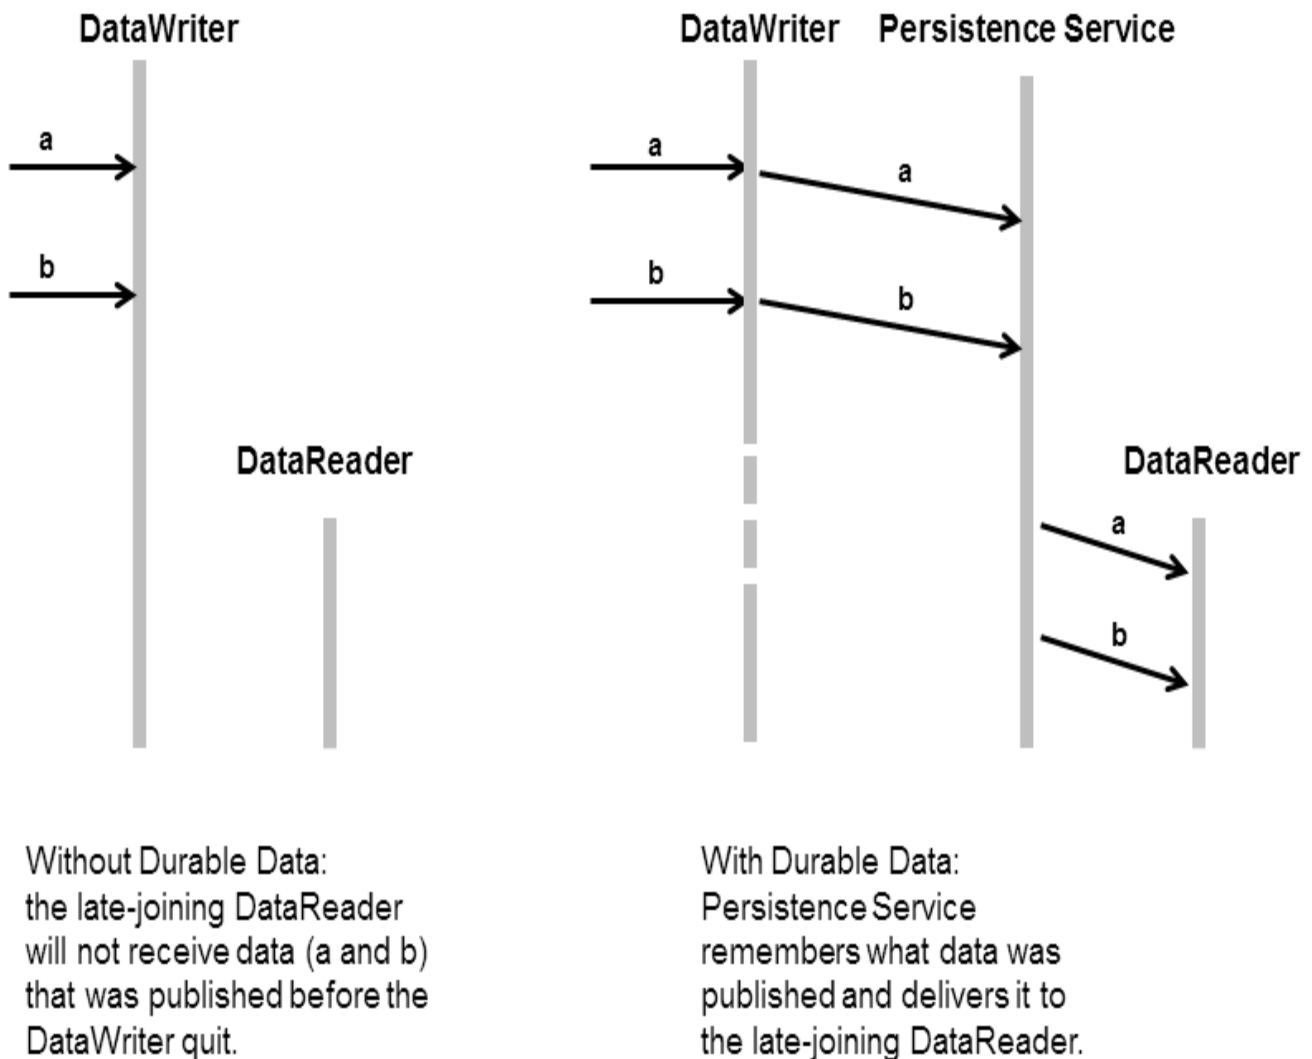 DataWriter
a
b
DataReader
Without Durable Data:
the late-joining DataReader
will not receive data (a and b)
that was published before the
DataWriter quit.
DataWriter
Persistence Service
a
a
b
b
DataReader
a
b
With Durable Data:
Persistence Service
remembers what data was
published and delivers it to
the late-joining DataReader.